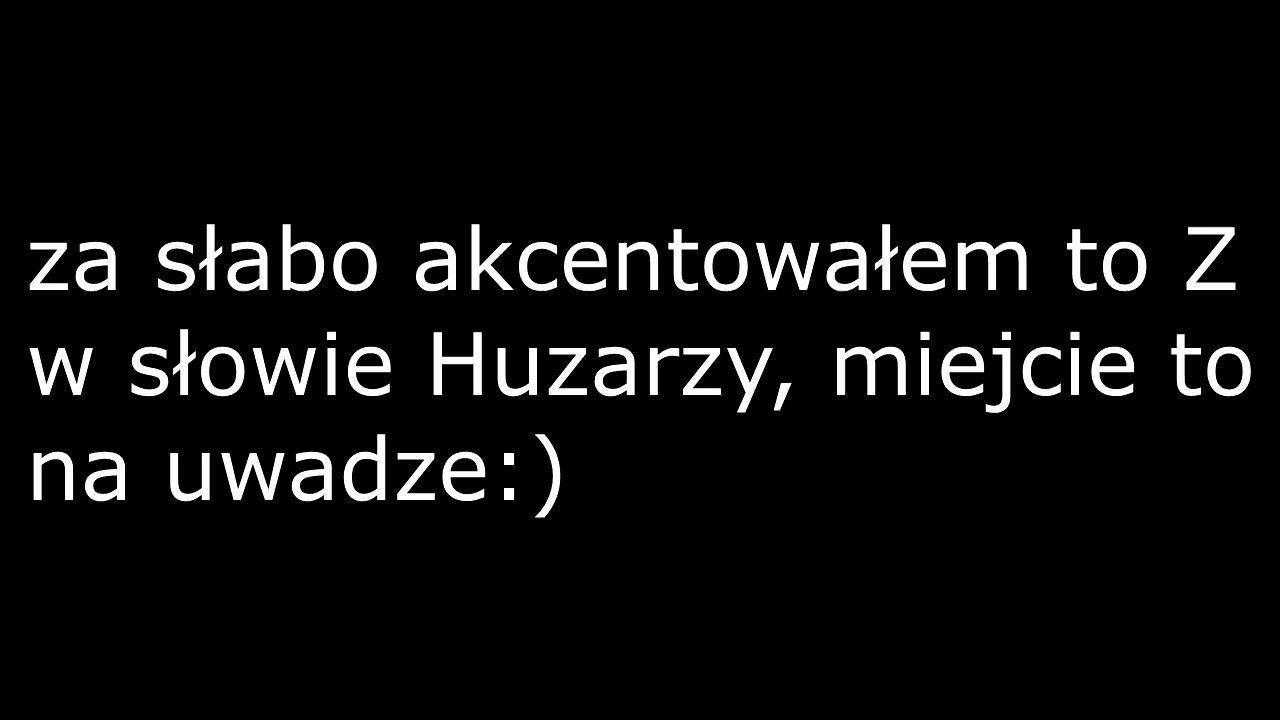 za słabo akcentowałem to Z
w słowie Huzarzy, miejcie to
na uwadze:)